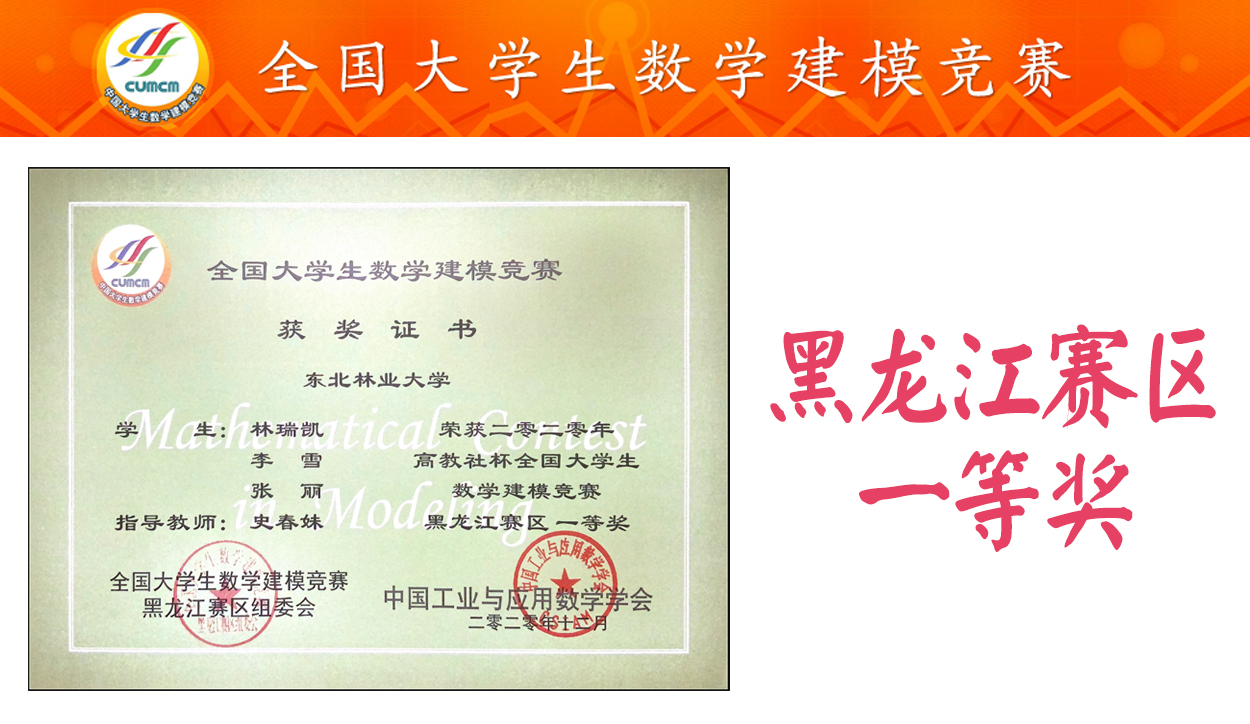 CUMCM
中国大学生数学建模竞赛
全国大学生数学建模竞赛
CUMCM
中国大学生数学建模竞赛
全国大学生数学建模竞赛
获 奖 证 书
东北林业大学
Mathematical Contest
in Modeling
学 生: 林瑞凯 荣获二零二零年
李 雪 高教社杯全国大学生
张 丽 数学建模竞赛
指导教师: 史春妹 黑龙江赛区 一等奖
全国大学生数学建模竞赛
黑龙江赛区组委会
中国工业与应用数学学会
二零二零年十二月
中国工业与应用数学学会
CSIAM
黑龙江赛区
一等奖